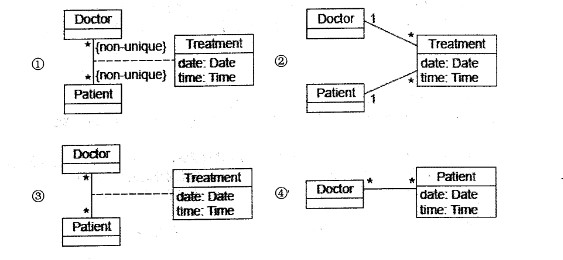 ①
Doctor
* {non-unique}
Treatment
date: Date
time: Time
* {non-unique}
Patient
②
Doctor
1
*
Treatment
date: Date
time: Time
Patient
1
*
③
Doctor
*
Treatment
date: Date
time: Time
*
Patient
④
Doctor
* *
Patient
date: Date
time: Time